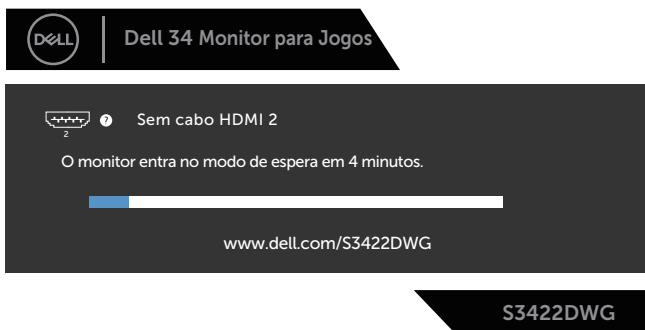 DELL
Dell 34 Monitor para Jogos
2
?
Sem cabo HDMI 2
O monitor entra no modo de espera em 4 minutos.
www.dell.com/S3422DWG
S3422DWG